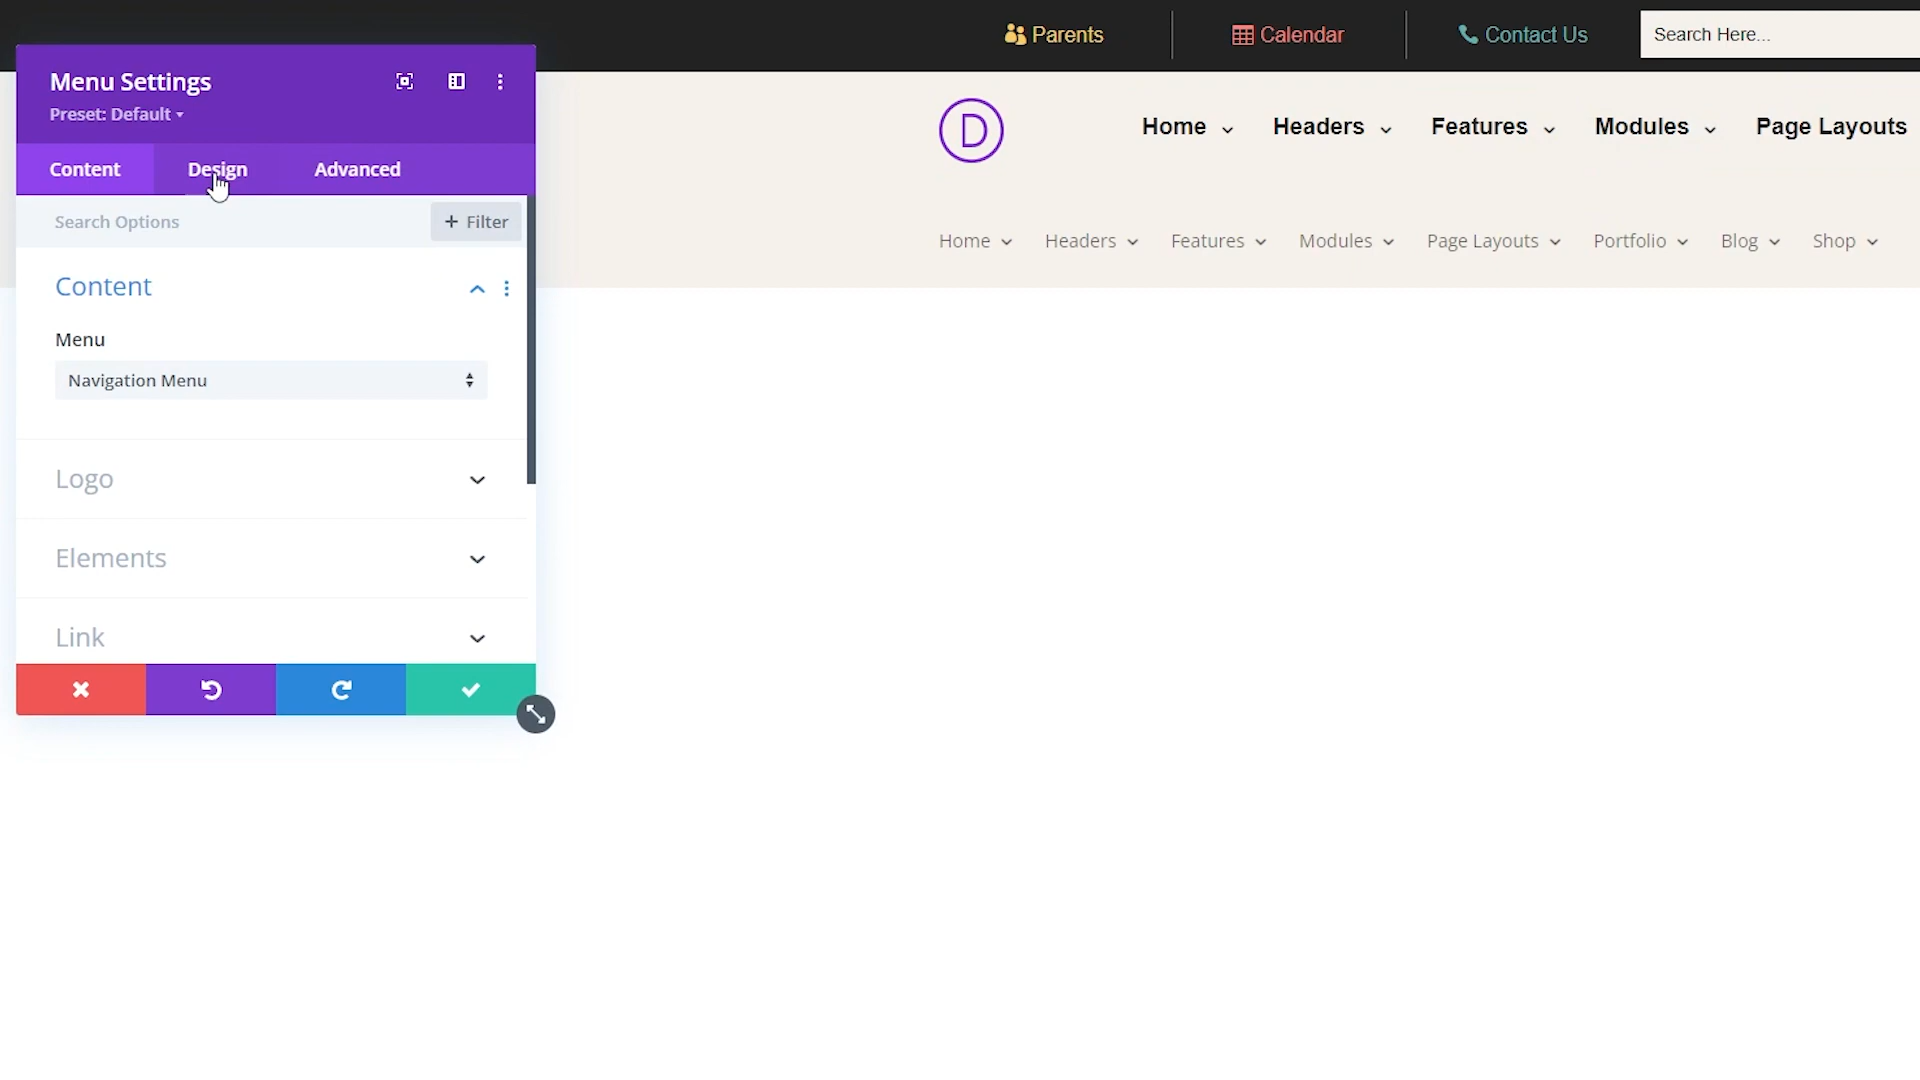 Parents
Calendar
Contact Us
Search Here...
Menu Settings
Preset: Default
Content
Design
Advanced
Search Options
+ Filter
Content
Menu
Navigation Menu
Logo
Elements
Link
D
Home
Headers
Features
Modules
Page Layouts
Home
Headers
Features
Modules
Page Layouts
Portfolio
Blog
Shop